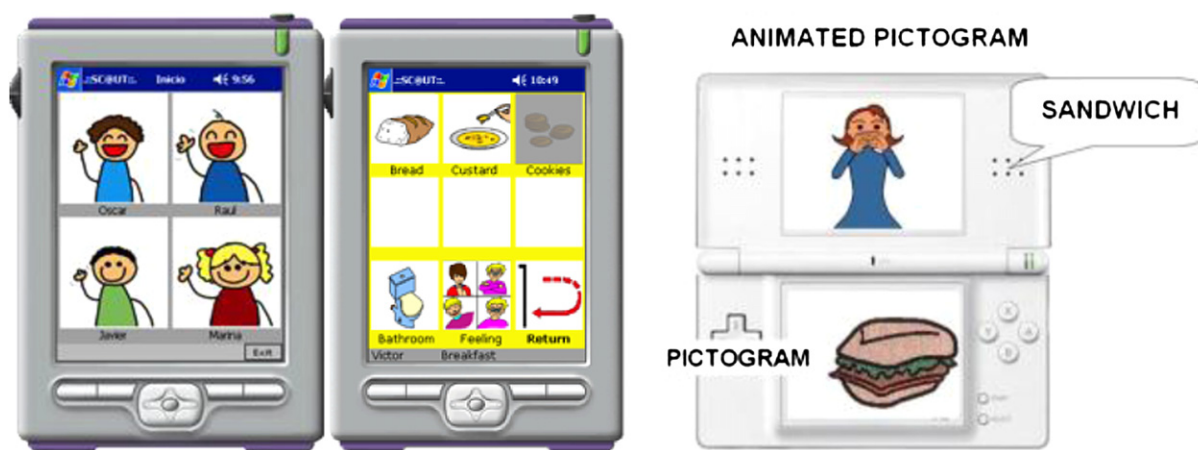 .::SC@UT::. Inicio 9:56
Oscar Raul
Javier Marina
Exit
.::SC@UT::. 10:49
Bread Custard Cookies
Bathroom Feeling Return
Victor Breakfast
ANIMATED PICTOGRAM
SANDWICH
PICTOGRAM
X
Y A
B